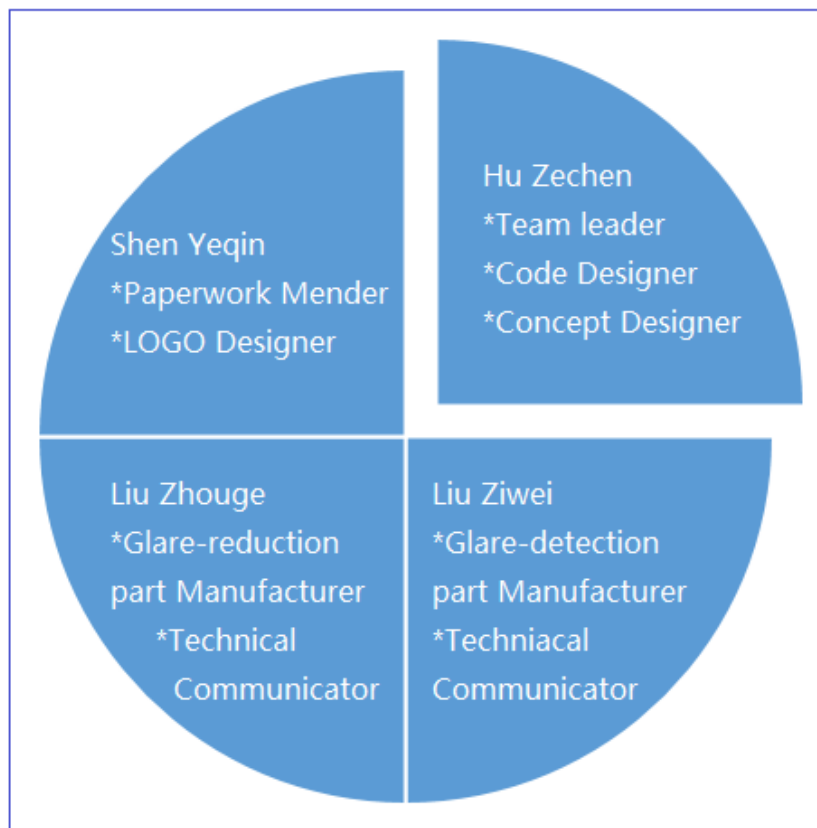 Shen Yeqin
*Paperwork Mender
*LOGO Designer
Hu Zechen
*Team leader
*Code Designer
*Concept Designer
Liu Zhouge
*Glare-reduction
part Manufacturer
*Technical
Communicator
Liu Ziwei
*Glare-detection
part Manufacturer
*Techniacal
Communicator